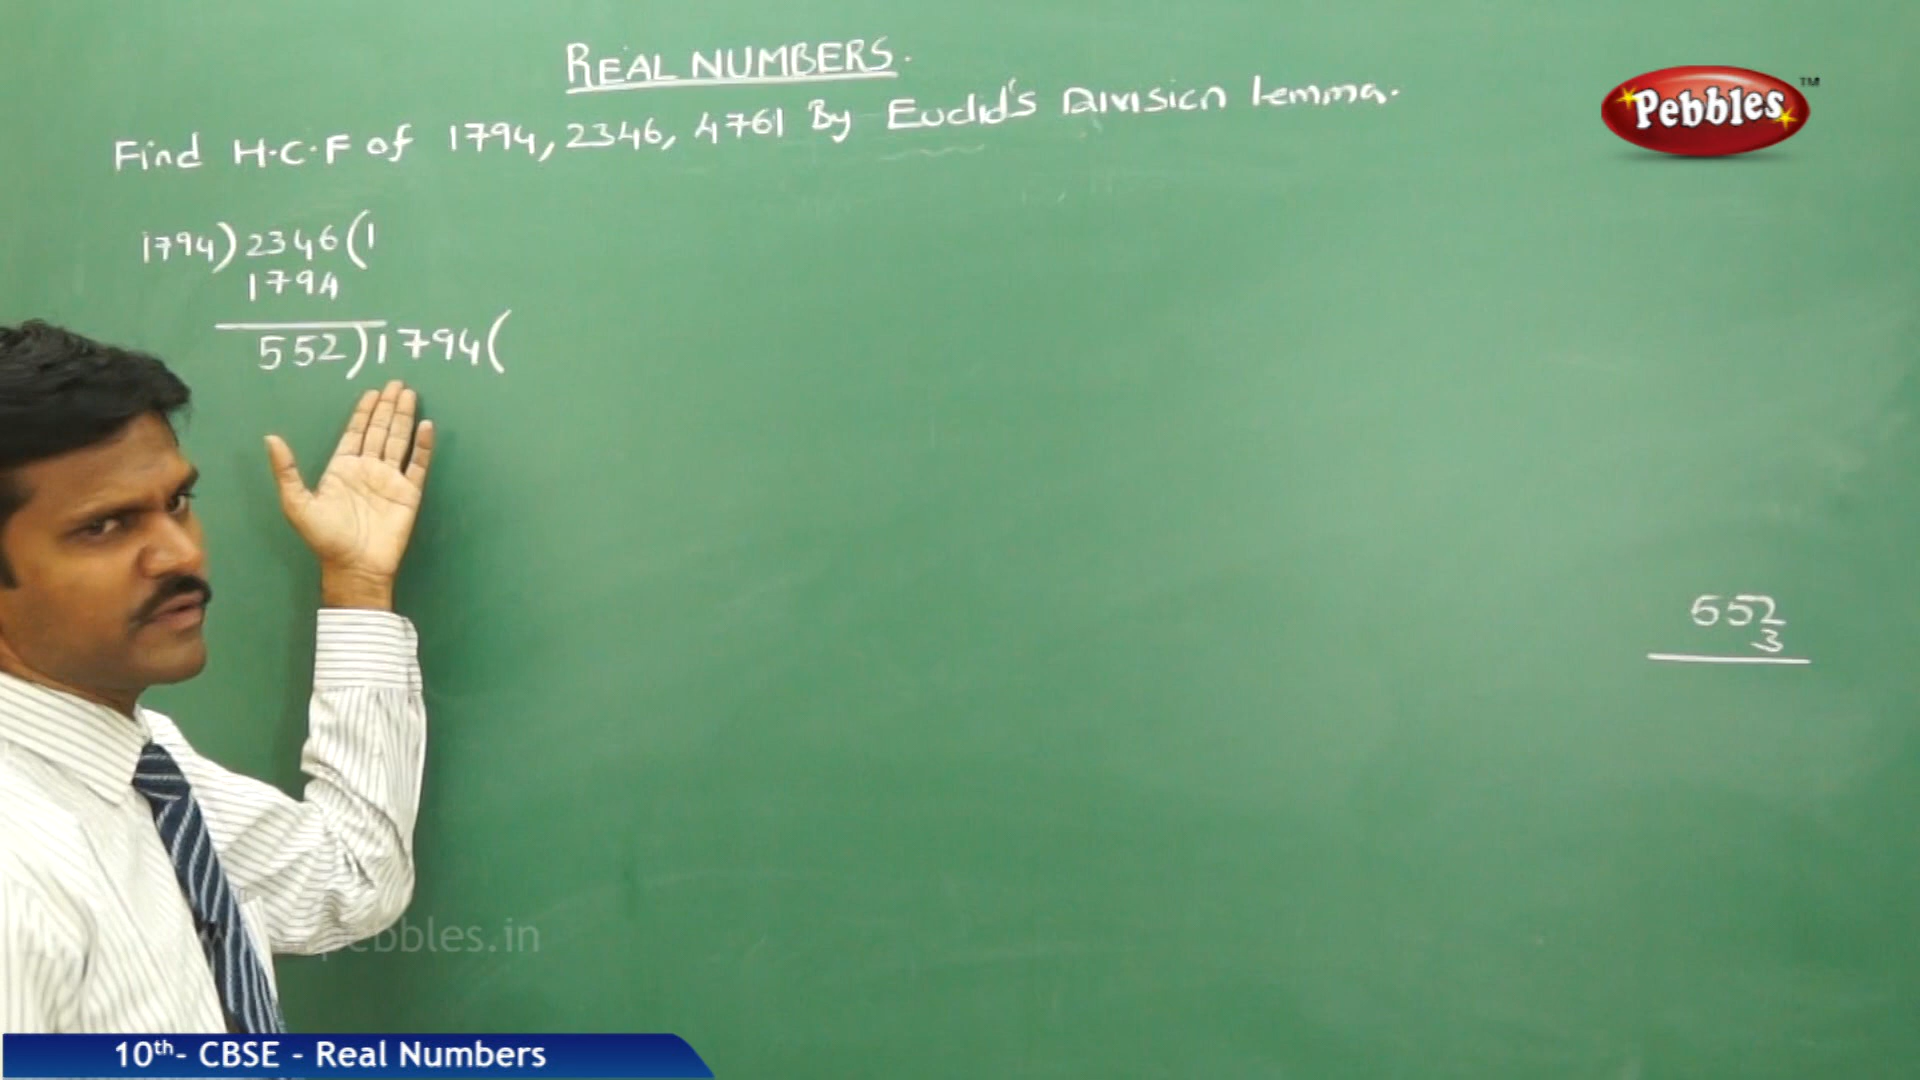 REAL NUMBERS.
Find H.C.F of 1794, 2346, 4761 By Euclid's Division lemma.
Pebbles™
1794)2346(1
1794
552)1794(
552
3
pebbles.in
10th- CBSE - Real Numbers